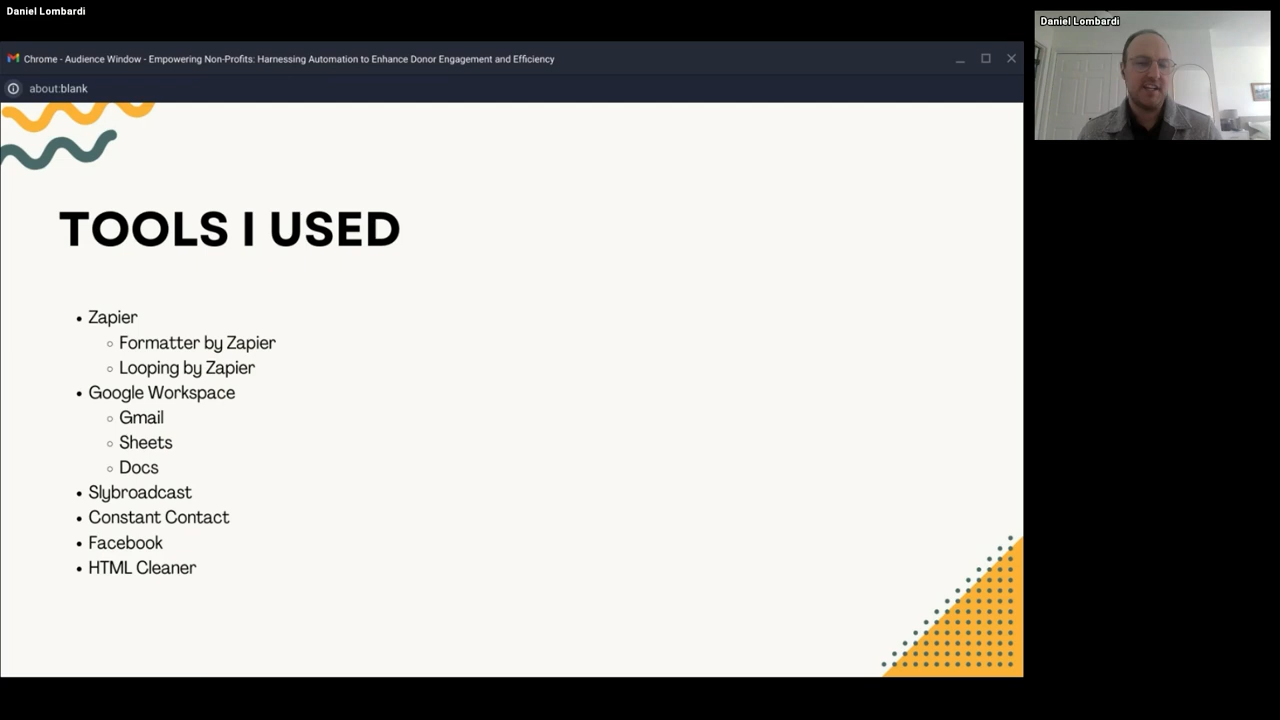 Daniel Lombardi
Daniel Lombardi
Chrome - Audience Window - Empowering Non-Profits: Harnessing Automation to Enhance Donor Engagement and Efficiency
about:blank
TOOLS I USED
• Zapier
○ Formatter by Zapier
○ Looping by Zapier
• Google Workspace
○ Gmail
○ Sheets
○ Docs
• Slybroadcast
• Constant Contact
• Facebook
• HTML Cleaner